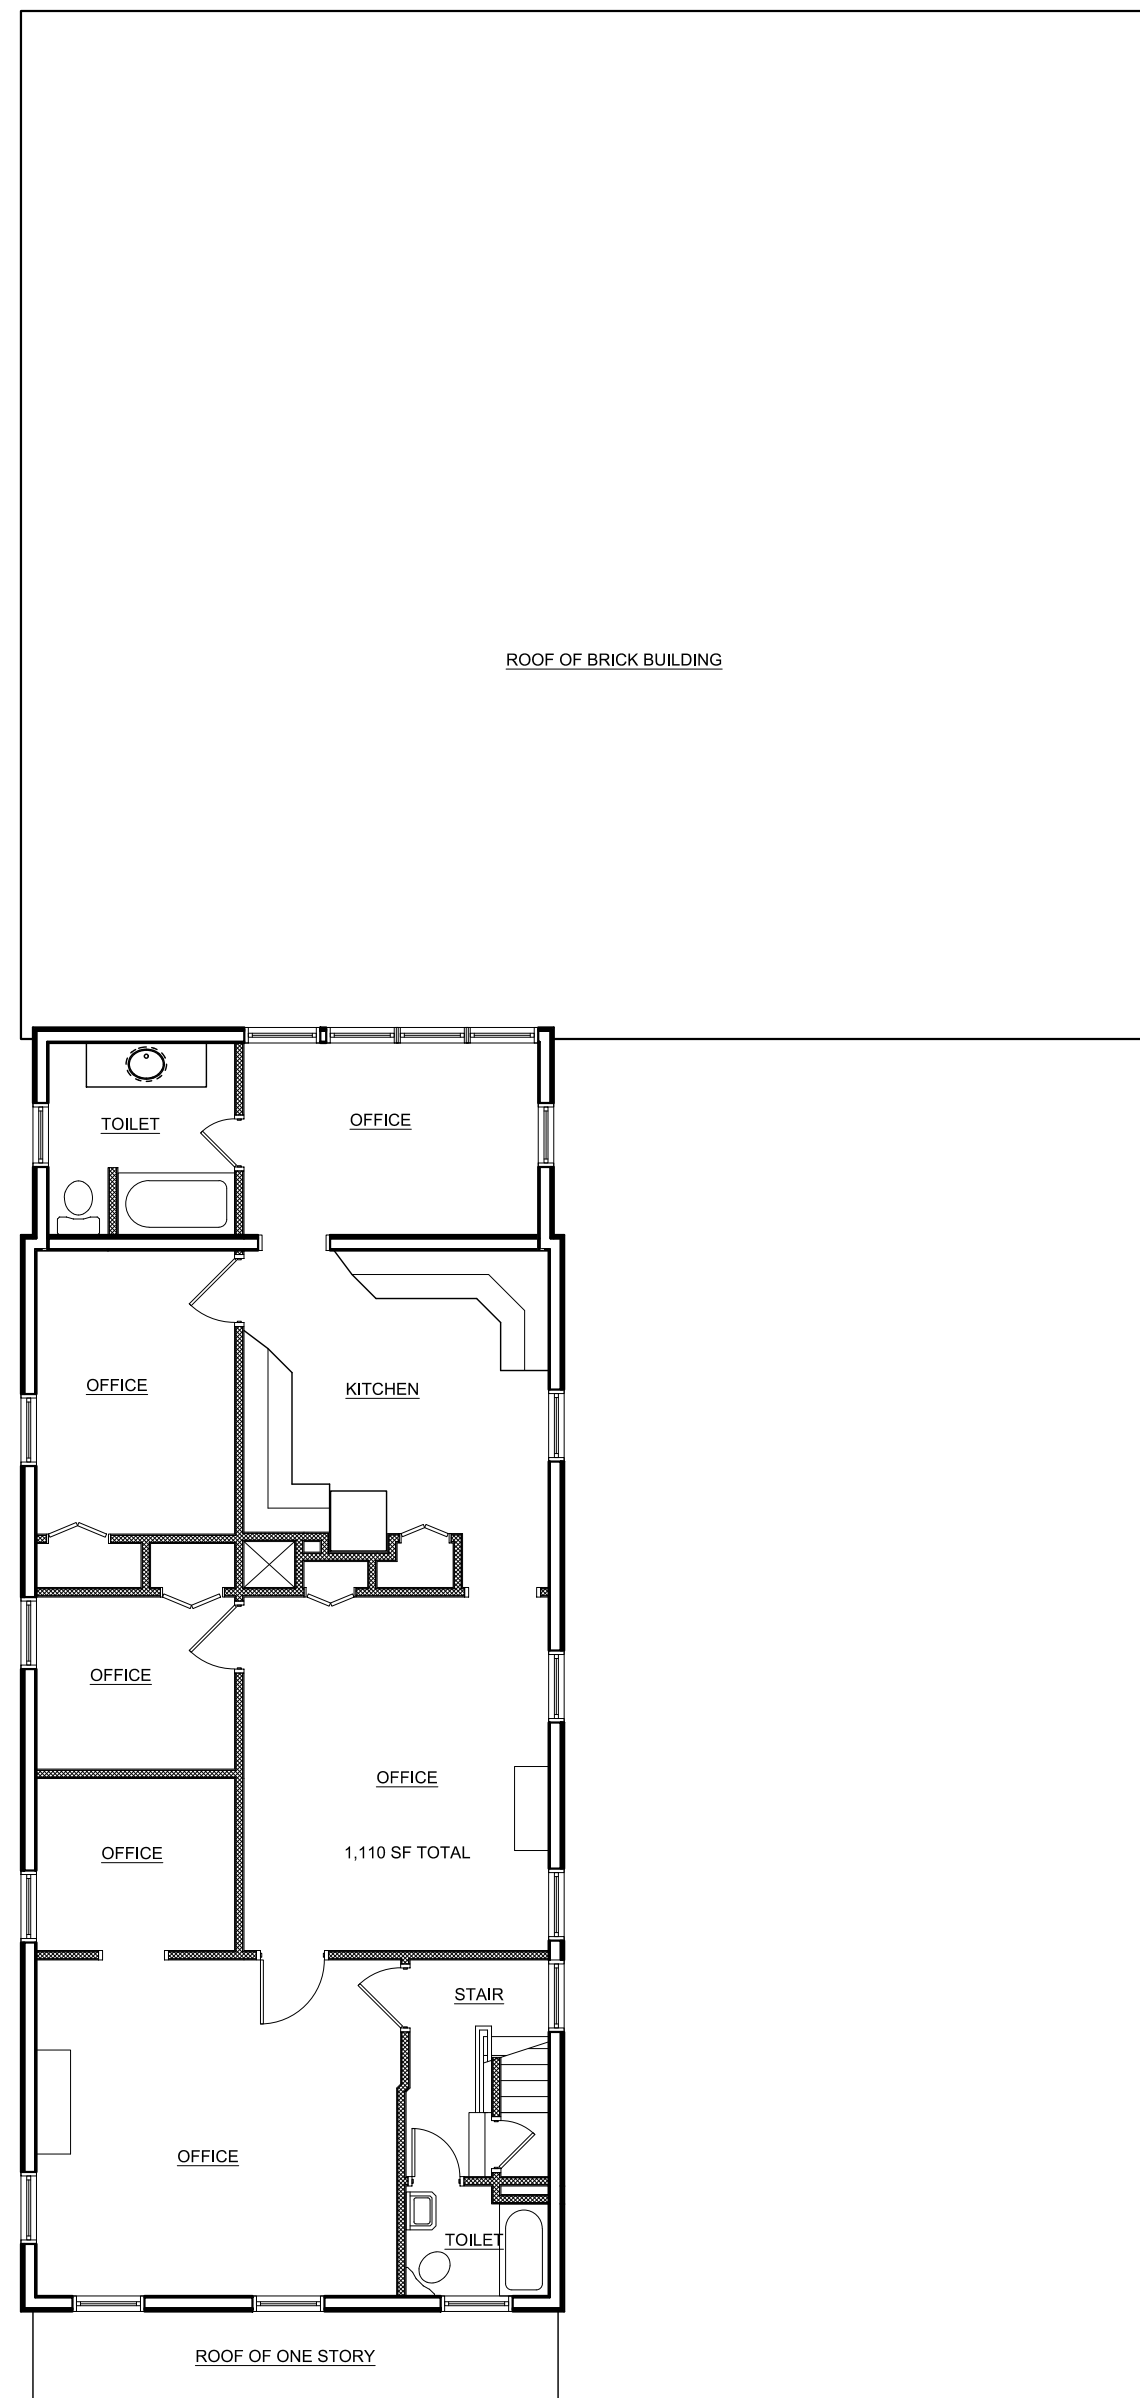 ROOF OF BRICK BUILDING
TOILET
OFFICE
OFFICE
KITCHEN
OFFICE
OFFICE
1,110 SF TOTAL
OFFICE
STAIR
OFFICE
TOILET
ROOF OF ONE STORY